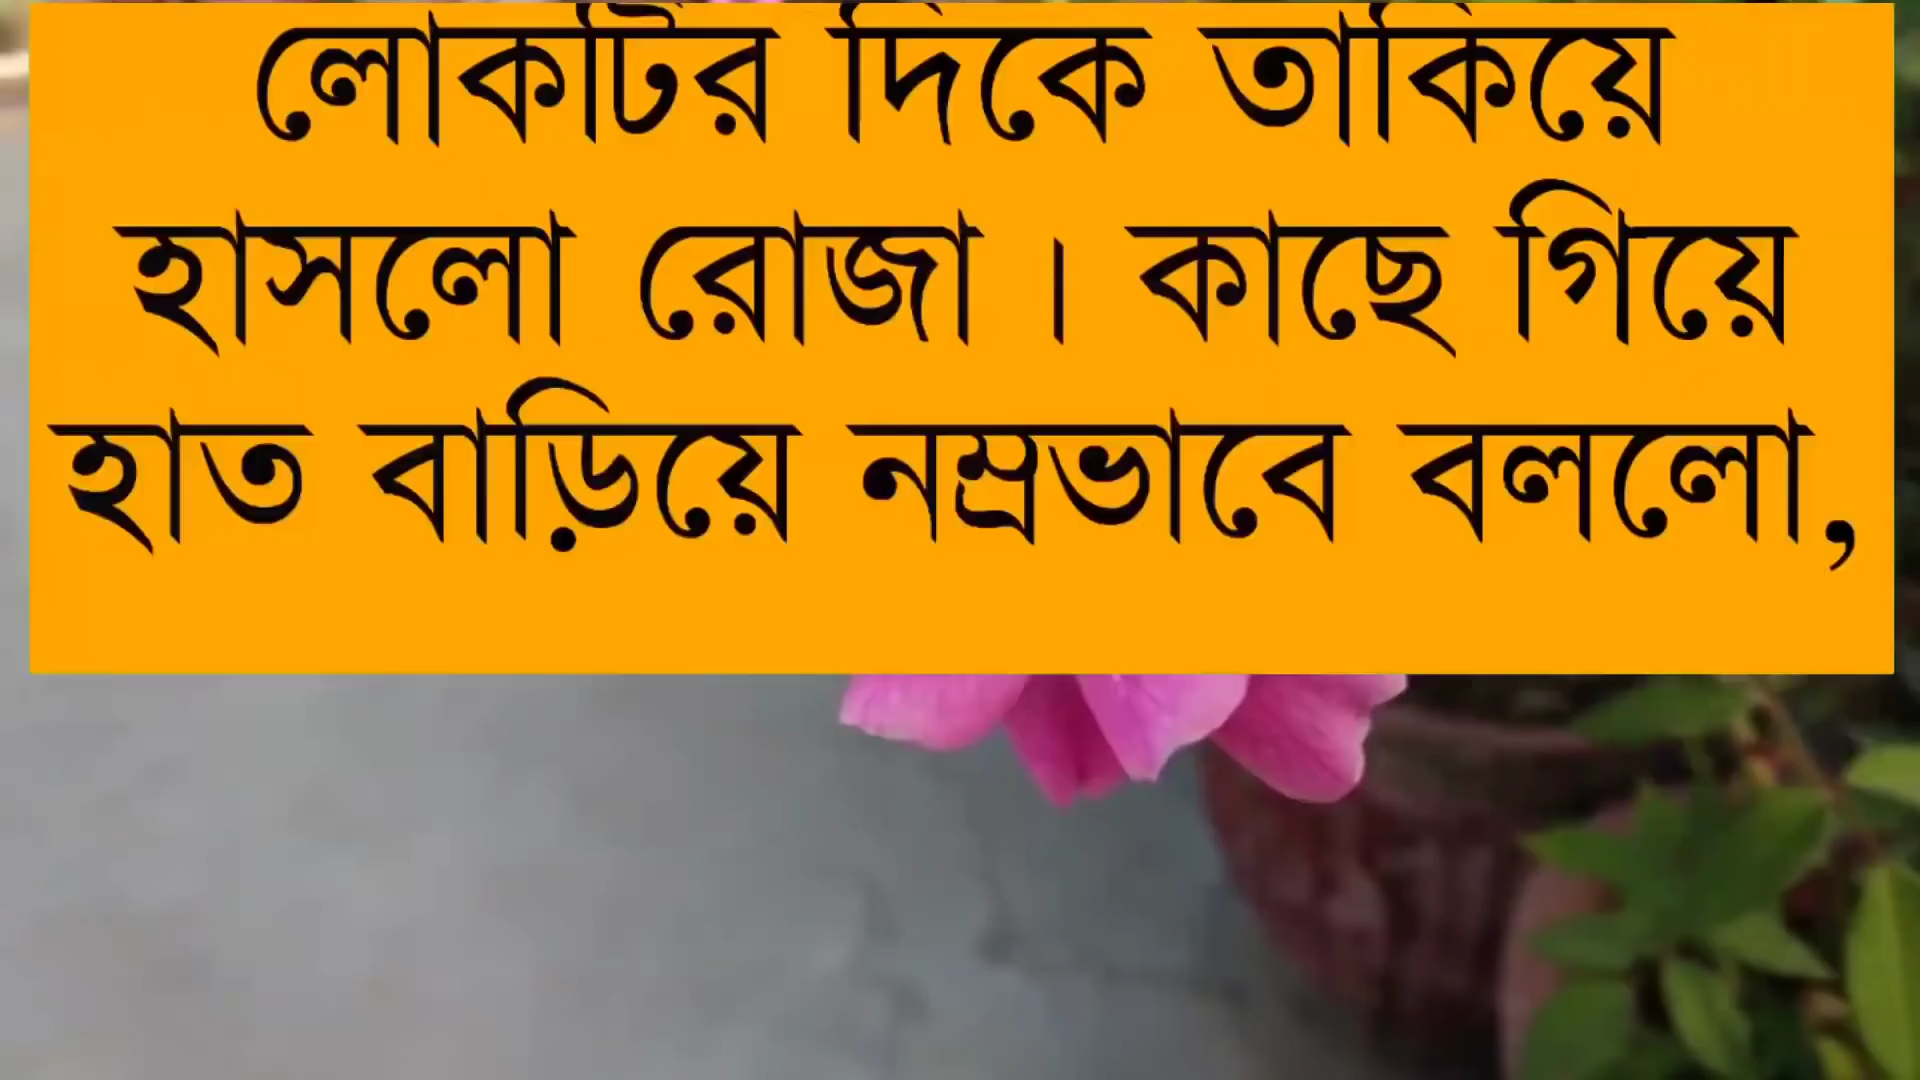 লোকটির দিকে তাকিয়ে
হাসলো রোজা। কাছে গিয়ে
হাত বাড়িয়ে নম্রভাবে বললো,